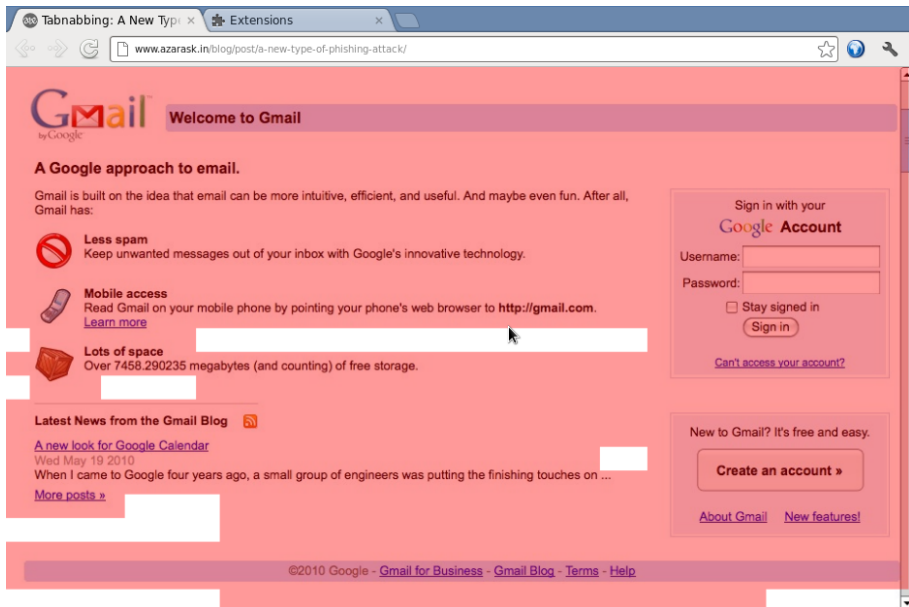 Tabnabbing: A New Typ
Extensions
www.azarask.in/blog/post/a-new-type-of-phishing-attack/
Gmail
by Google
Welcome to Gmail
A Google approach to email.
Gmail is built on the idea that email can be more intuitive, efficient, and useful. And maybe even fun. After all,
Gmail has:
Less spam
Keep unwanted messages out of your inbox with Google's innovative technology.
Mobile access
Read Gmail on your mobile phone by pointing your phone's web browser to http://gmail.com.
Learn more
Lots of space
Over 7458.290235 megabytes (and counting) of free storage.
Latest News from the Gmail Blog
A new look for Google Calendar
Wed May 19 2010
When I came to Google four years ago, a small group of engineers was putting the finishing touches on ...
More posts »
Sign in with your
Google Account
Username:
Password:
Stay signed in
Sign in
Can't access your account?
New to Gmail? It's free and easy.
Create an account »
About Gmail New features!
©2010 Google - Gmail for Business - Gmail Blog - Terms - Help